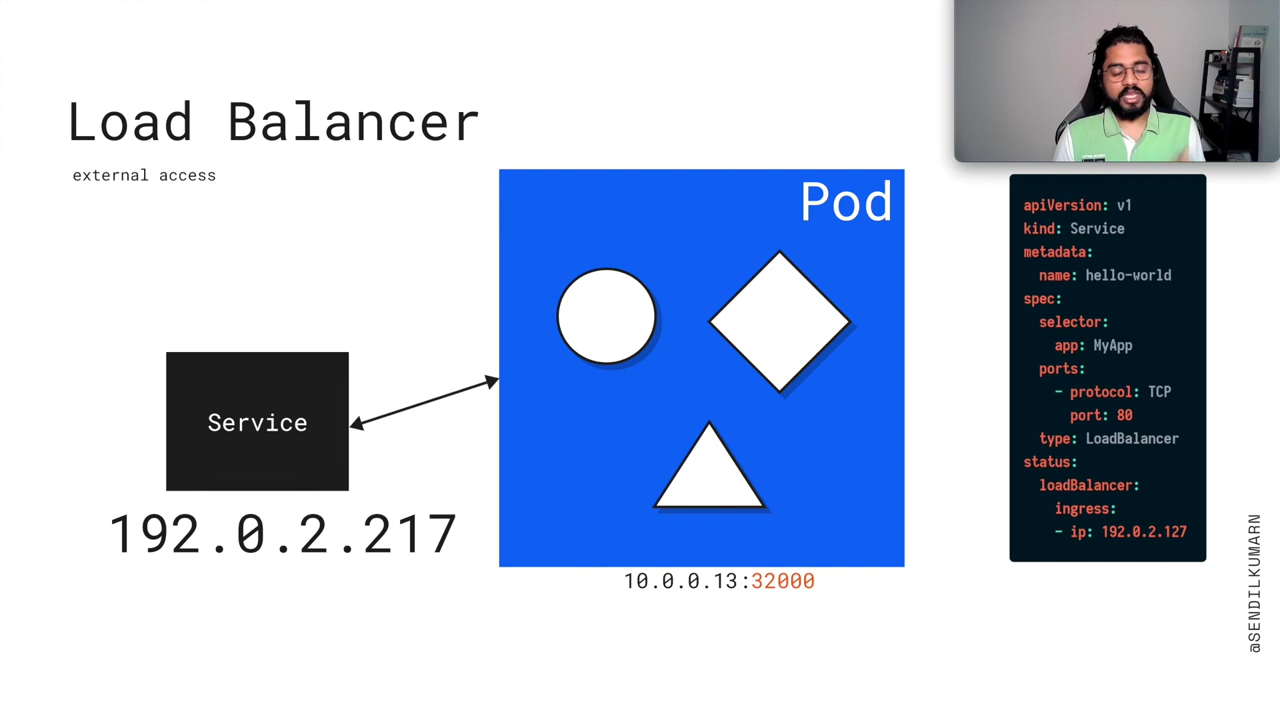 Load Balancer
external access
Pod
Service
192.0.2.217
10.0.0.13:32000
apiVersion: v1
kind: Service
metadata:
name: hello-world
spec:
selector:
app: MyApp
ports:
- protocol: TCP
port: 80
type: LoadBalancer
status:
loadBalancer:
ingress:
- ip: 192.0.2.127
@SENDILKUMARN